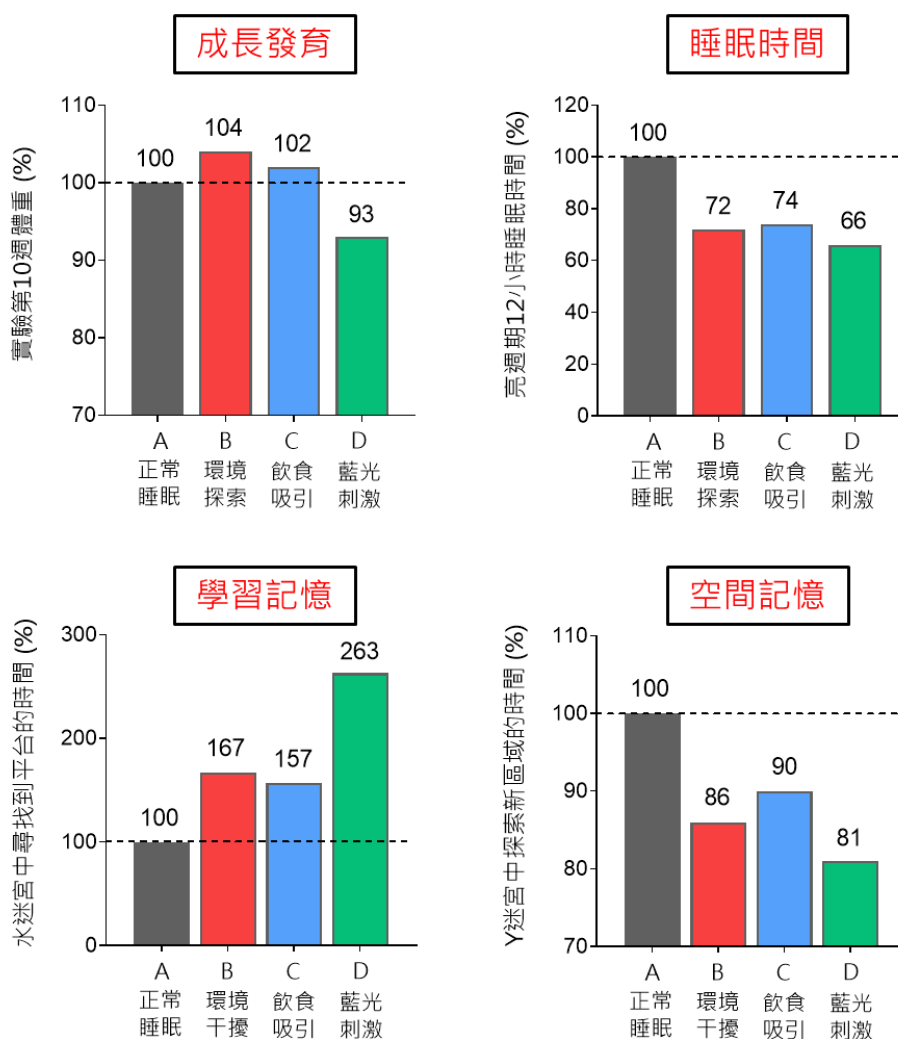 成長發育
實驗第10週體重 (%)
110
100
90
80
70
100
104
102
93
A
B
C
D
正常
睡眠
環境
探索
飲食
吸引
藍光
刺激
睡眠時間
亮週期12小時睡眠時間 (%)
120
100
80
60
40
20
0
100
72
74
66
A
B
C
D
正常
睡眠
環境
探索
飲食
吸引
藍光
刺激
學習記憶
水迷宮中尋找到平台的時間 (%)
300
200
100
0
100
167
157
263
A
B
C
D
正常
睡眠
環境
干擾
飲食
吸引
藍光
刺激
空間記憶
Y迷宮中探索新區域的時間 (%)
110
100
90
80
70
100
86
90
81
A
B
C
D
正常
睡眠
環境
干擾
飲食
吸引
藍光
刺激